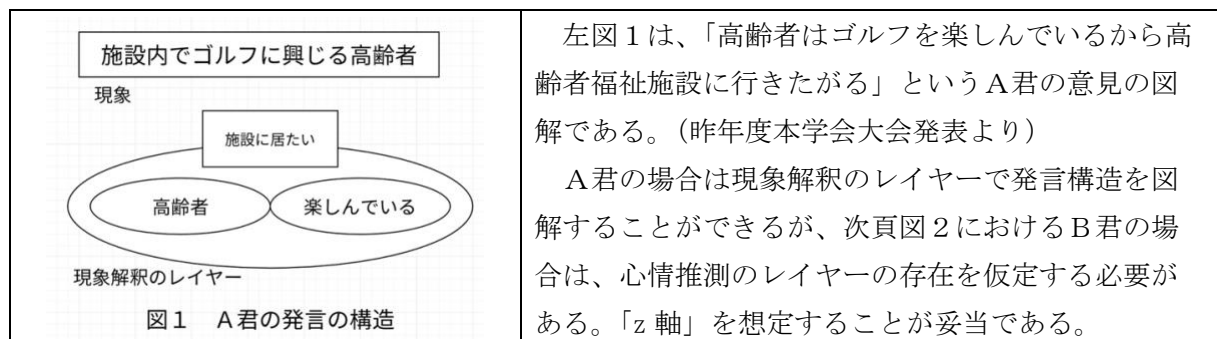 施設内でゴルフに興じる高齢者
現象
施設に居たい
高齢者
楽しんでいる
現象解釈のレイヤー
図１　Ａ君の発言の構造
左図１は、「高齢者はゴルフを楽しんでいるから高
齢者福祉施設に行きたがる」というＡ君の意見の図
解である。（昨年度本学会大会発表より）
Ａ君の場合は現象解釈のレイヤーで発言構造を図
解することができるが、次頁図２におけるＢ君の場
合は、心情推測のレイヤーの存在を仮定する必要が
ある。「z 軸」を想定することが妥当である。